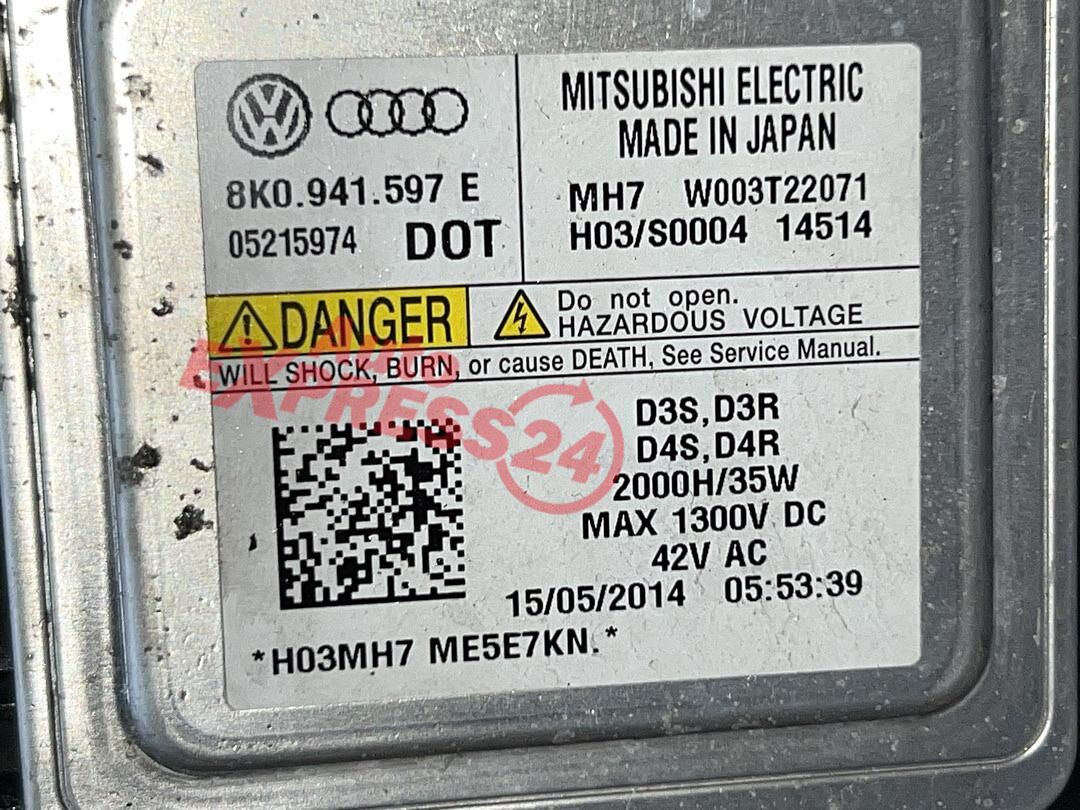 8K0.941.597 E
05215974 DOT
MITSUBISHI ELECTRIC
MADE IN JAPAN
MH7 W003T22071
H03/S0004 14514
DANGER
Do not open.
HAZARDOUS VOLTAGE
WILL SHOCK, BURN, or cause DEATH, See Service Manual.
AUTO
EXPRESS24
D3S, D3R
D4S, D4R
2000H/35W
MAX 1300V DC
42V AC
15/05/2014 05:53:39
*H03MH7 ME5E7KN.*